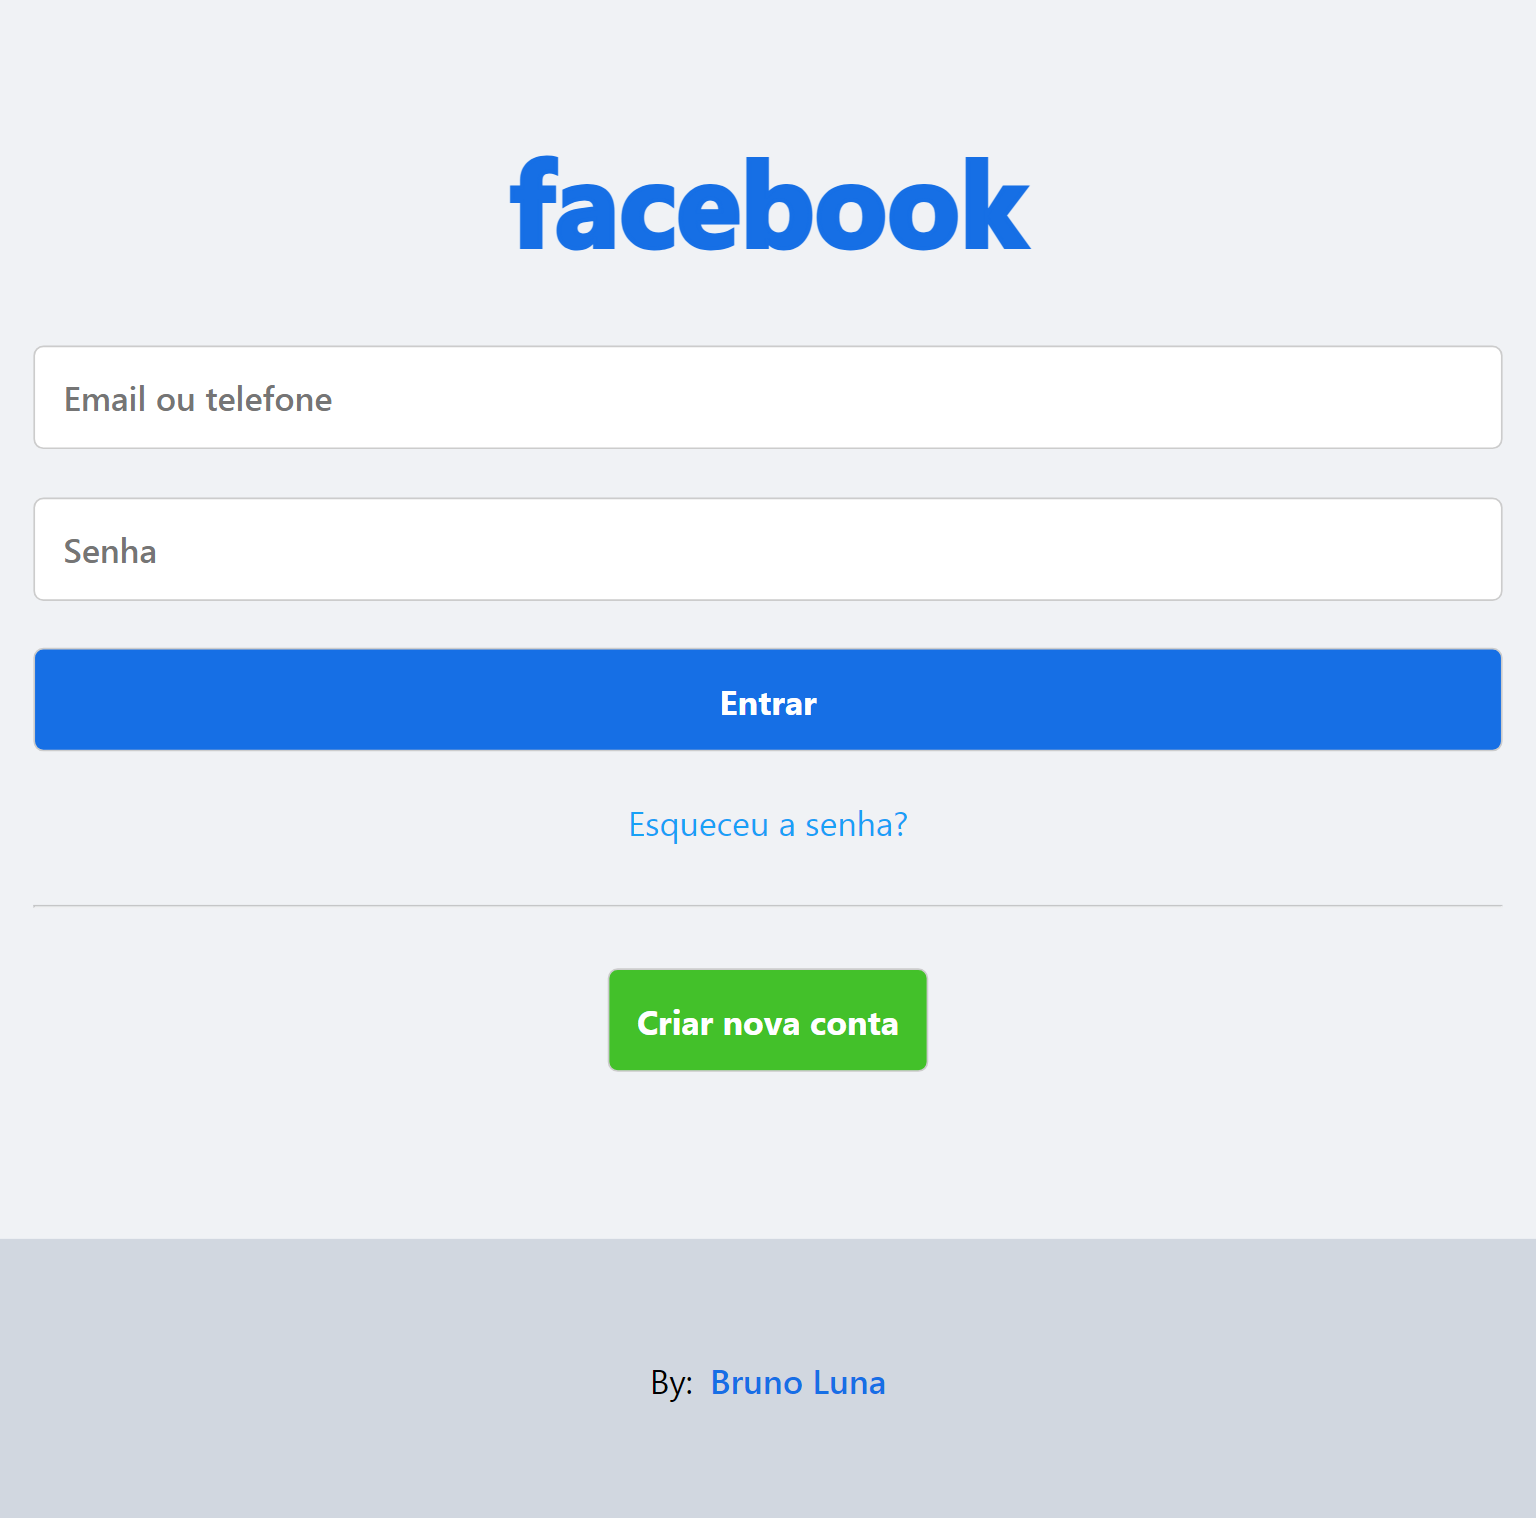 facebook
Email ou telefone
Senha
Entrar
Esqueceu a senha?
Criar nova conta
By: Bruno Luna